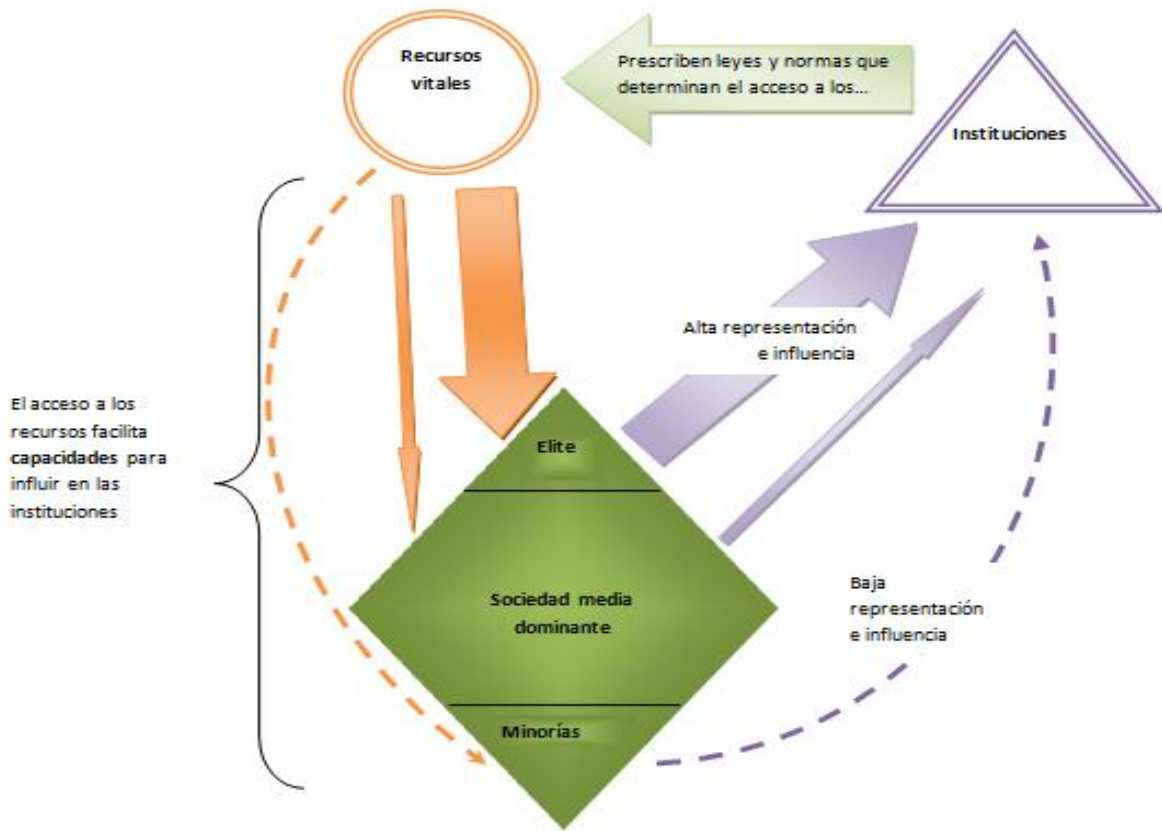 Recursos
vitales
Prescriben leyes y normas que
determinan el acceso a los...
Instituciones
Alta representación
e influencia
El acceso a los
recursos facilita
capacidades para
influir en las
instituciones
Elite
Sociedad media
dominante
Baja
representación
e influencia
Minorías